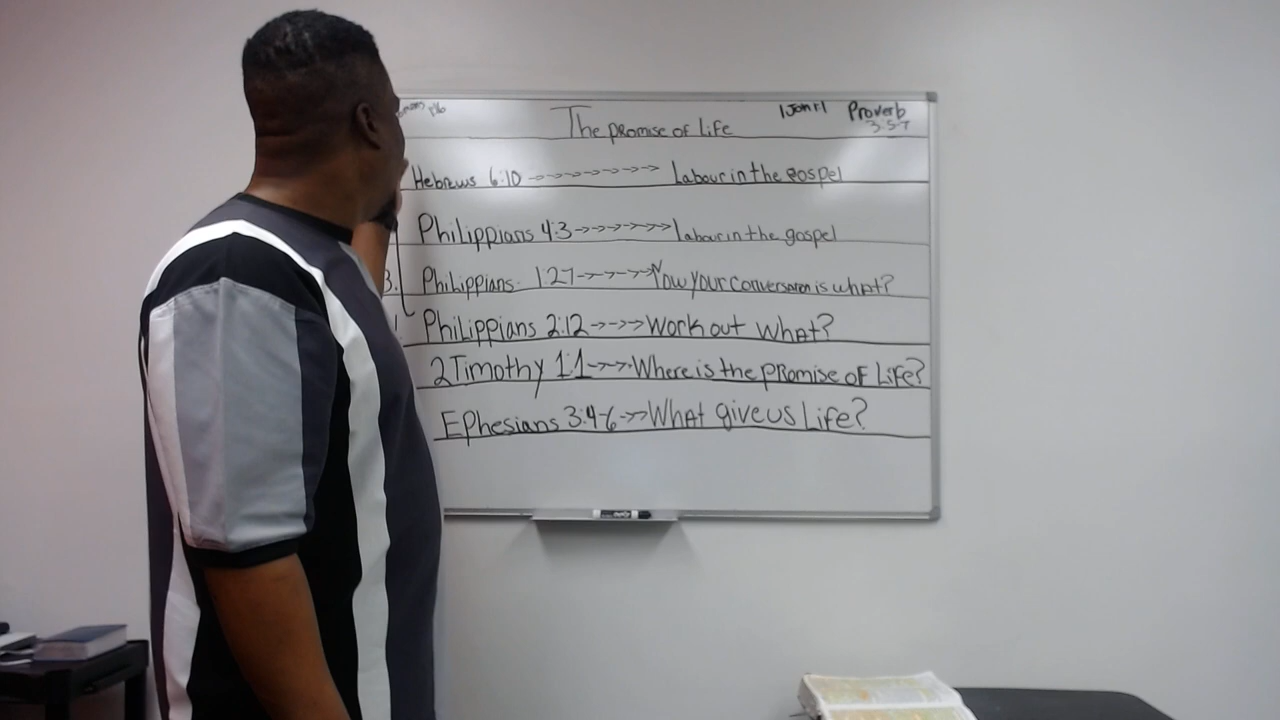 The promise of Life
1 John 1
Proverb
3:5-7
Hebrews 6:10 ->->->->->->->-> Labour in the gospel
Philippians 4:3->->->->->->> Labour in the gospel
3. Philippians 1:27->->->-> Now your conversation is what?
Philippians 2:12->->-> Work out what?
2 Timothy 1:1->->-> Where is the promise of Life?
Ephesians 3:4-6->> What give us Life?